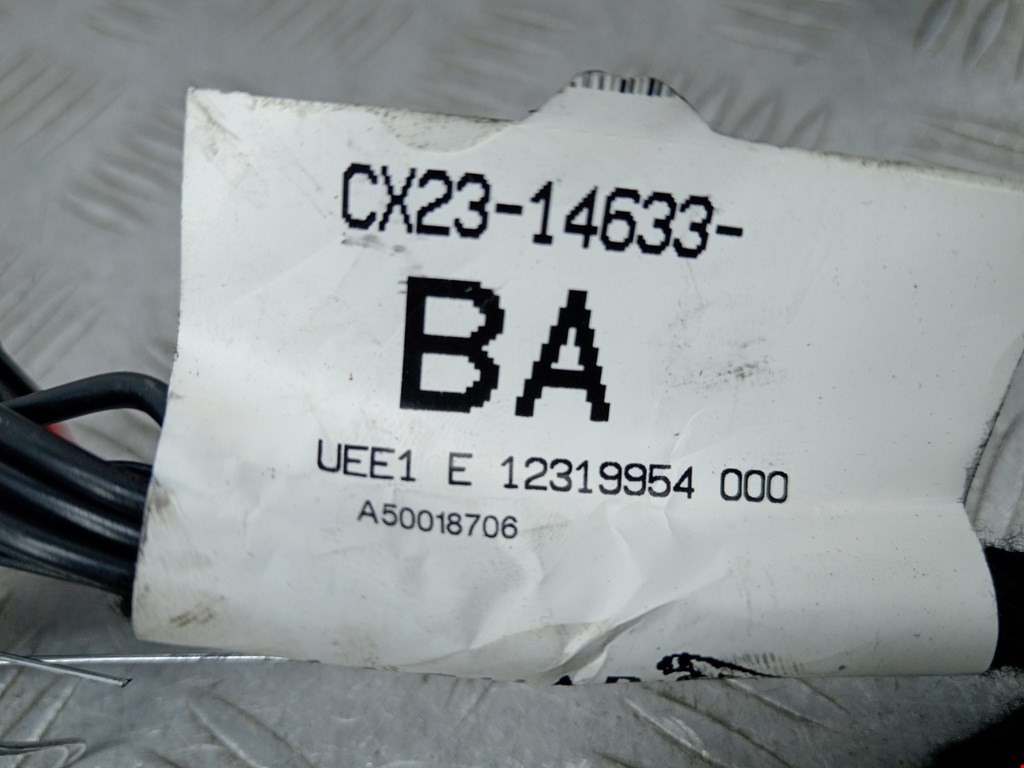 CX23-14633-
BA
UEE1 E 12319954 000
A50018706